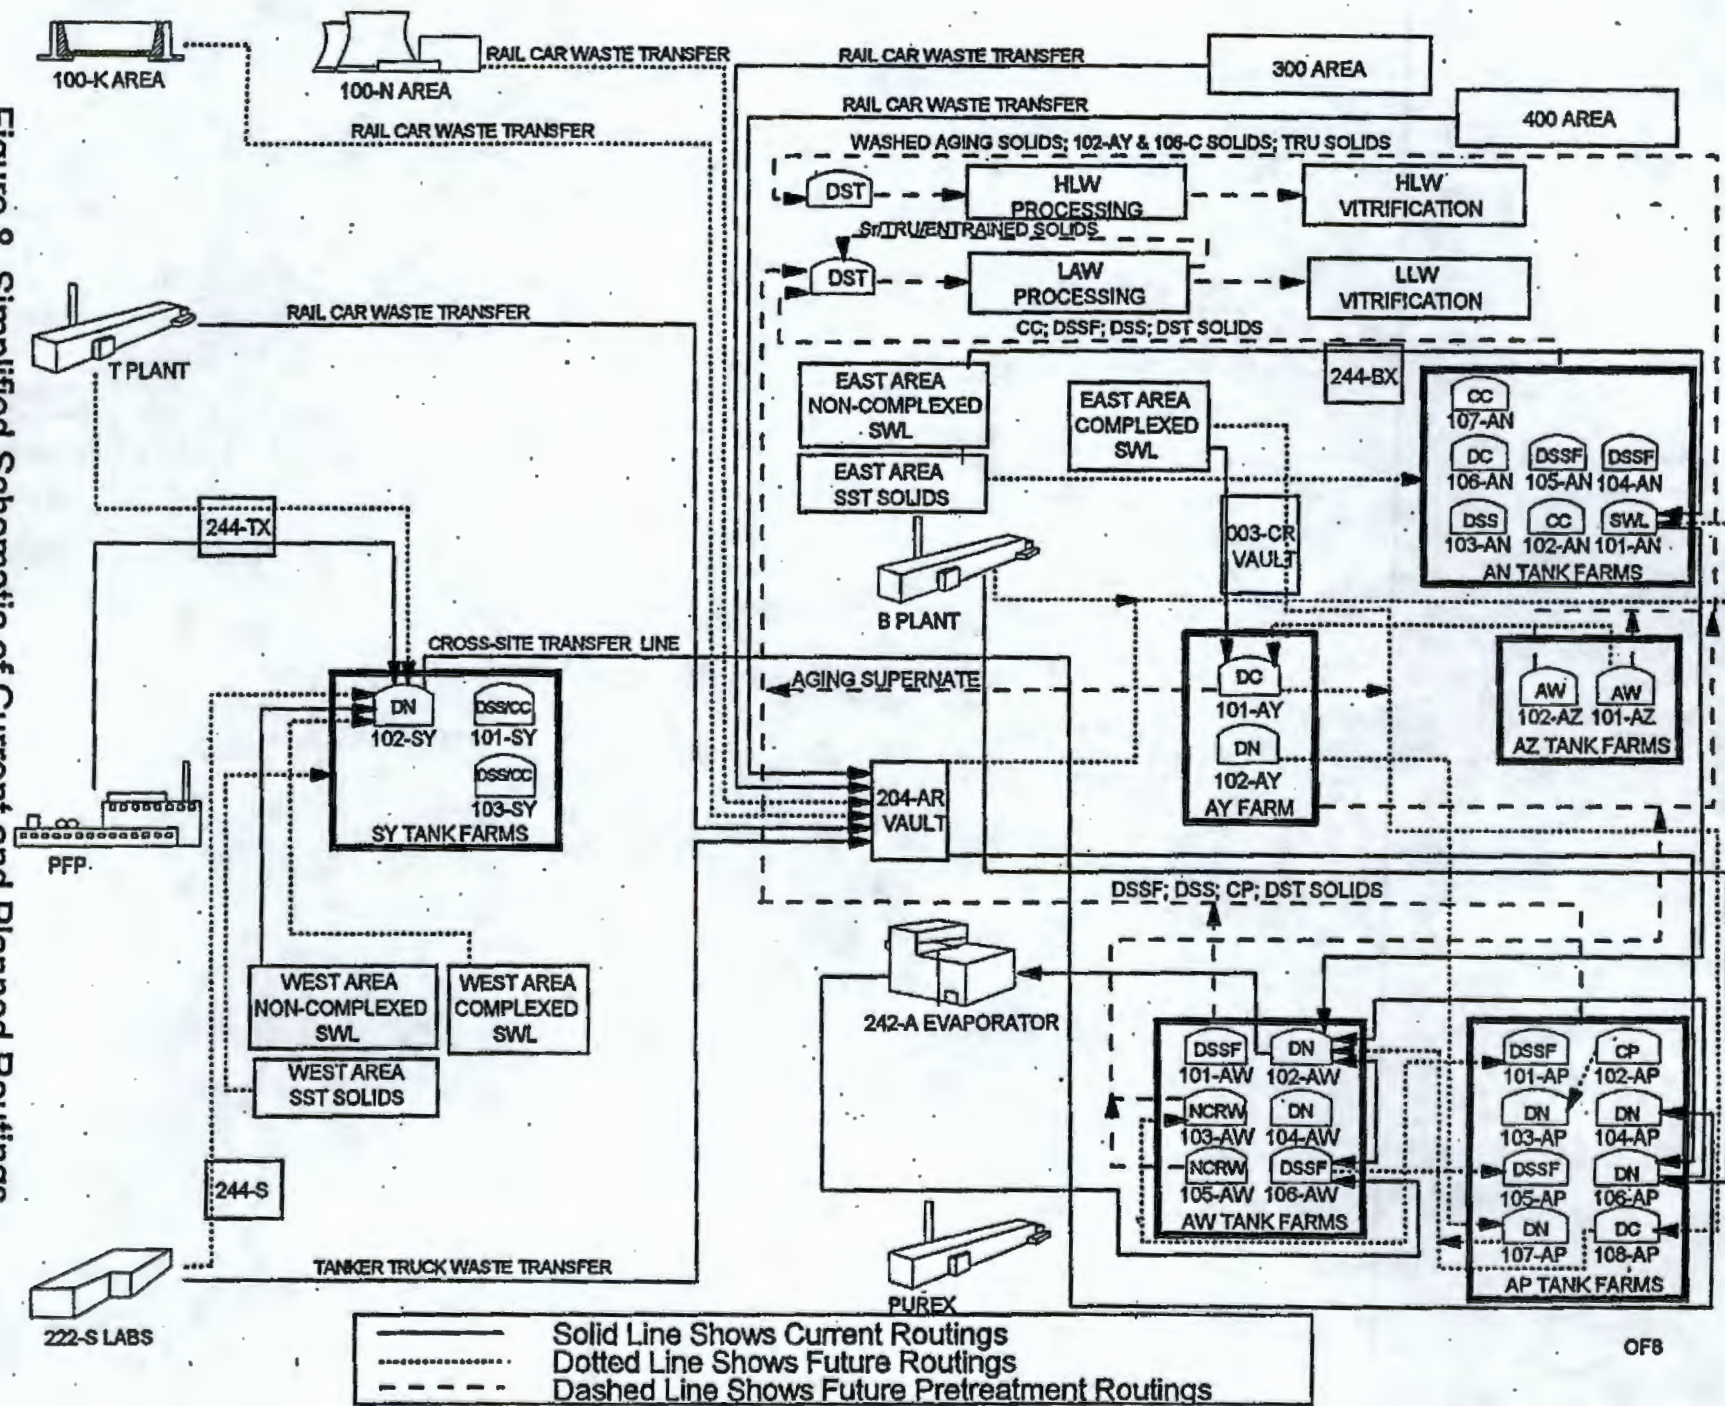 Figure 8. Simplified Schematic of Current and Planned Routings
100-K AREA
100-N AREA
RAIL CAR WASTE TRANSFER
RAIL CAR WASTE TRANSFER
RAIL CAR WASTE TRANSFER
300 AREA
RAIL CAR WASTE TRANSFER
400 AREA
WASHED AGING SOLIDS; 102-AY & 106-C SOLIDS; TRU SOLIDS
DST
HLW
PROCESSING
HLW
VITRIFICATION
Sr/TRU/ENTRAINED SOLIDS
DST
LAW
PROCESSING
LLW
VITRIFICATION
CC; DSSF; DSS; DST SOLIDS
T PLANT
RAIL CAR WASTE TRANSFER
EAST AREA
NON-COMPLEXED
SWL
EAST AREA
SST SOLIDS
EAST AREA
COMPLEXED
SWL
244-BX
CC
107-AN
DC
106-AN
DSSF
105-AN
DSSF
104-AN
DSS
103-AN
CC
102-AN
SWL
101-AN
AN TANK FARMS
244-TX
003-CR
VAULT
B PLANT
CROSS-SITE TRANSFER LINE
DN
102-SY
DSS/CC
101-SY
DSS/CC
103-SY
SY TANK FARMS
AGING SUPERNATE
DC
101-AY
DN
102-AY
AY FARM
AW
102-AZ
AW
101-AZ
AZ TANK FARMS
PFP
204-AR
VAULT
DSSF; DSS; CP; DST SOLIDS
WEST AREA
NON-COMPLEXED
SWL
WEST AREA
COMPLEXED
SWL
WEST AREA
SST SOLIDS
242-A EVAPORATOR
DSSF
101-AW
DN
102-AW
NCRW
103-AW
DN
104-AW
NCRW
105-AW
DSSF
106-AW
AW TANK FARMS
DSSF
101-AP
CP
102-AP
DN
103-AP
DN
104-AP
DSSF
105-AP
DN
106-AP
DN
107-AP
DC
108-AP
AP TANK FARMS
244-S
222-S LABS
TANKER TRUCK WASTE TRANSFER
PUREX
OF8
Solid Line Shows Current Routings
Dotted Line Shows Future Routings
Dashed Line Shows Future Pretreatment Routings